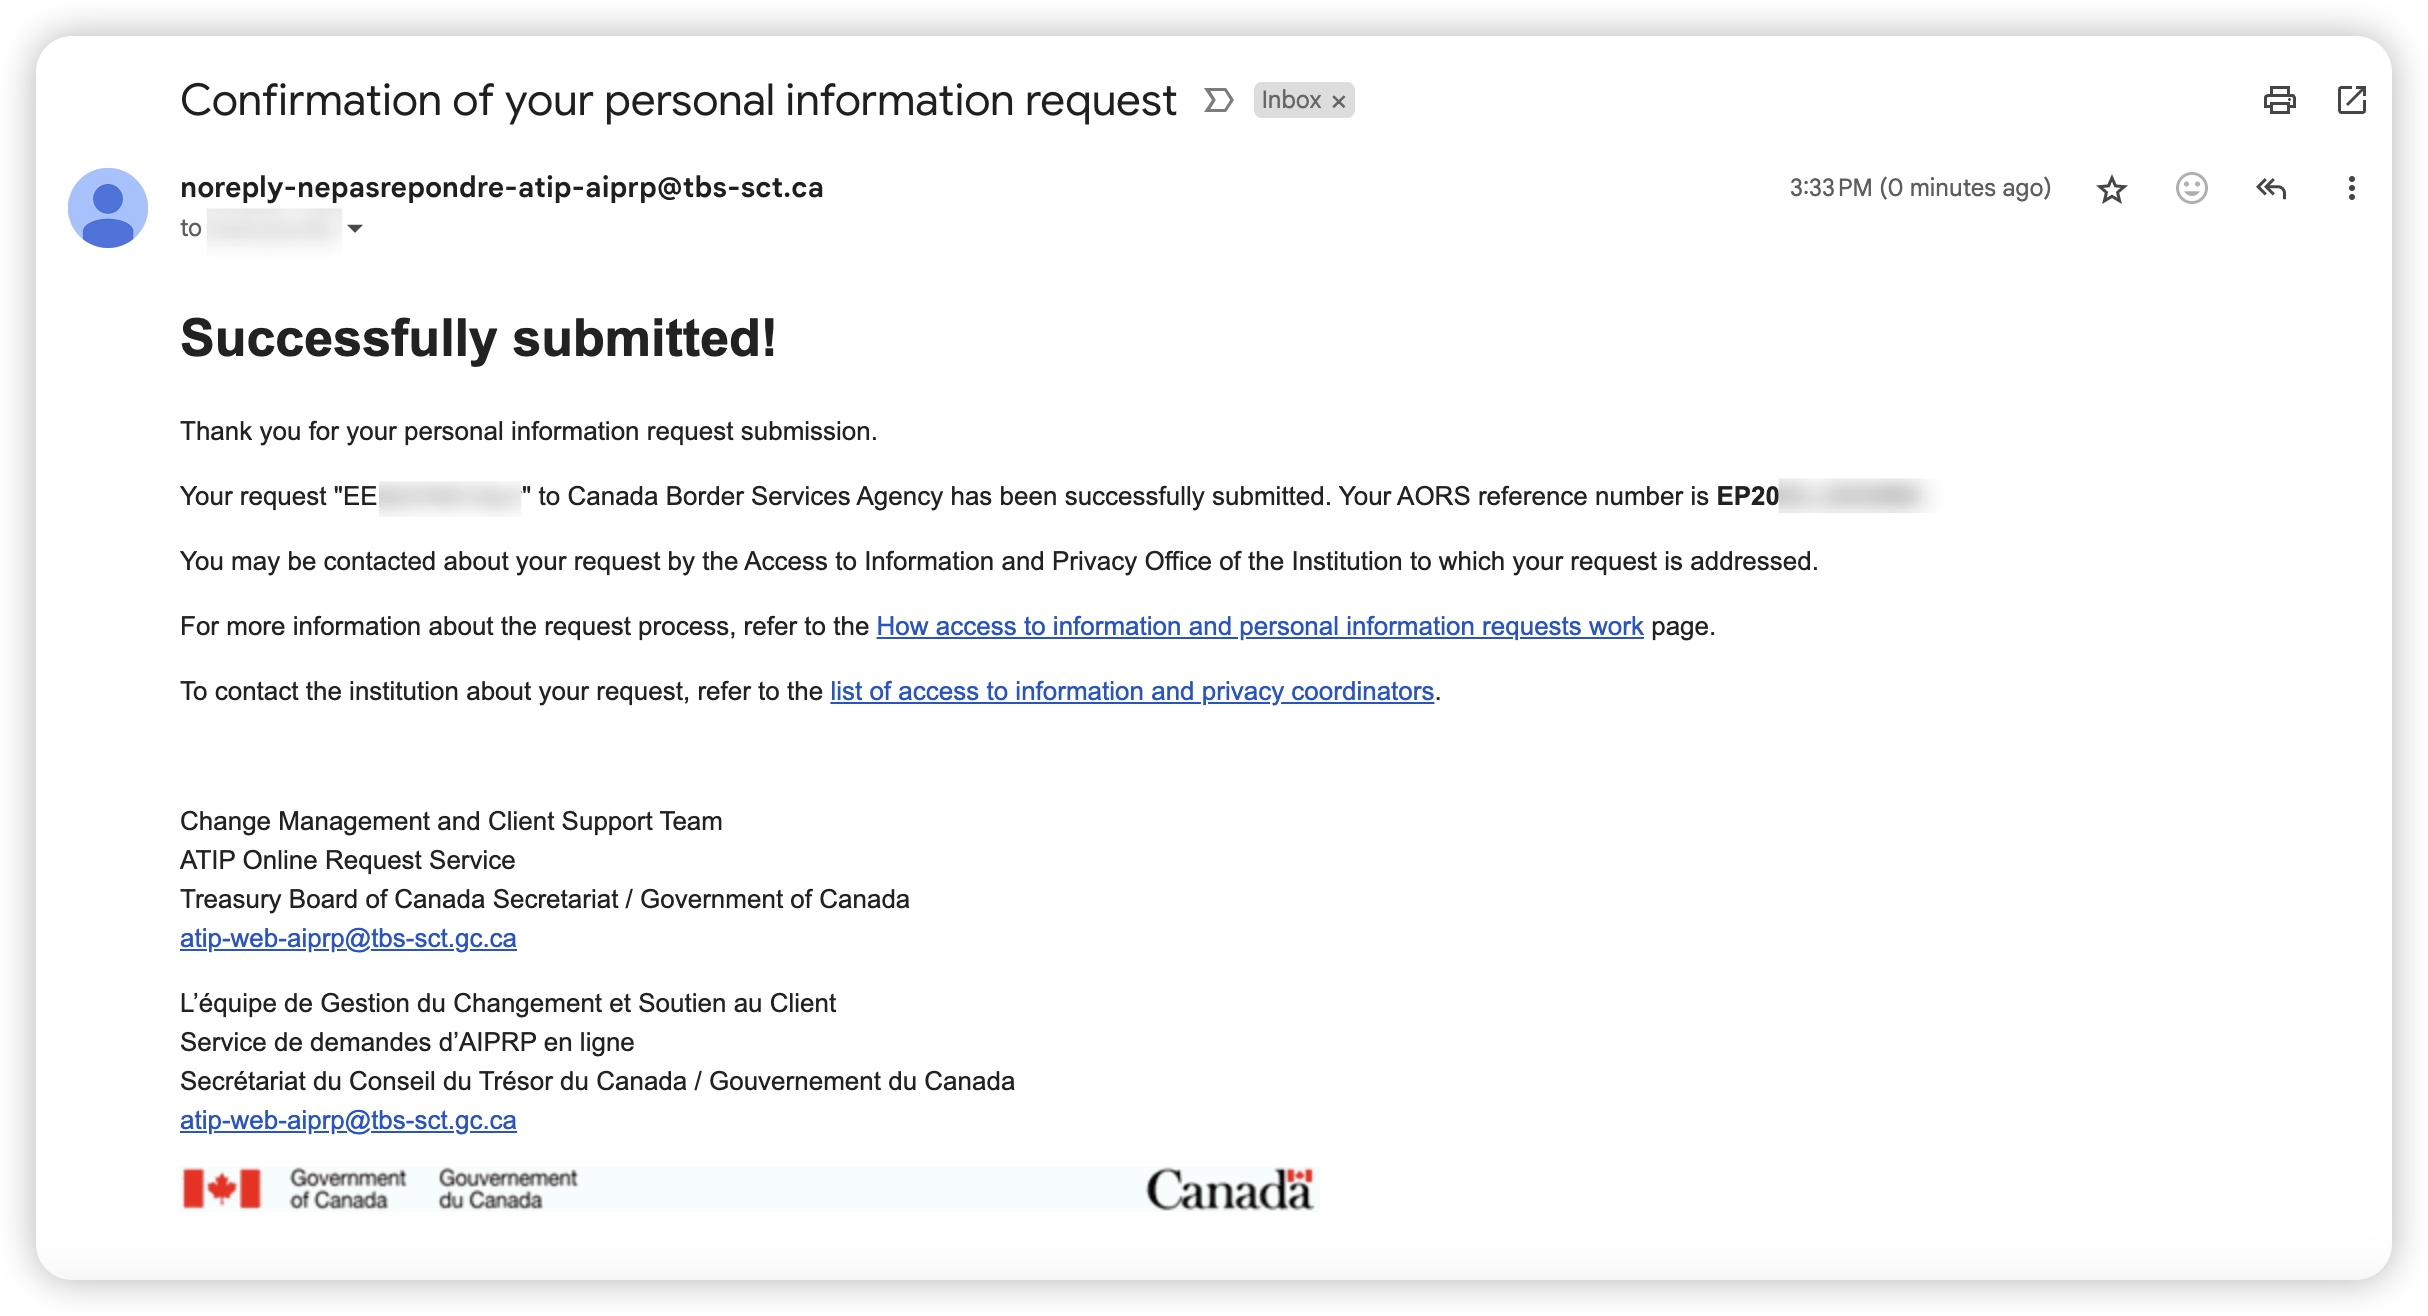 Confirmation of your personal information request Inbox ×
noreply-nepasrepondre-atip-aiprp@tbs-sct.ca 3:33 PM (0 minutes ago)
to
Successfully submitted!
Thank you for your personal information request submission.
Your request "EE " to Canada Border Services Agency has been successfully submitted. Your AORS reference number is EP20
You may be contacted about your request by the Access to Information and Privacy Office of the Institution to which your request is addressed.
For more information about the request process, refer to the How access to information and personal information requests work page.
To contact the institution about your request, refer to the list of access to information and privacy coordinators.
Change Management and Client Support Team
ATIP Online Request Service
Treasury Board of Canada Secretariat / Government of Canada
atip-web-aiprp@tbs-sct.gc.ca
L’équipe de Gestion du Changement et Soutien au Client
Service de demandes d’AIPRP en ligne
Secrétariat du Conseil du Trésor du Canada / Gouvernement du Canada
atip-web-aiprp@tbs-sct.gc.ca
Government of Canada
Gouvernement du Canada
Canada